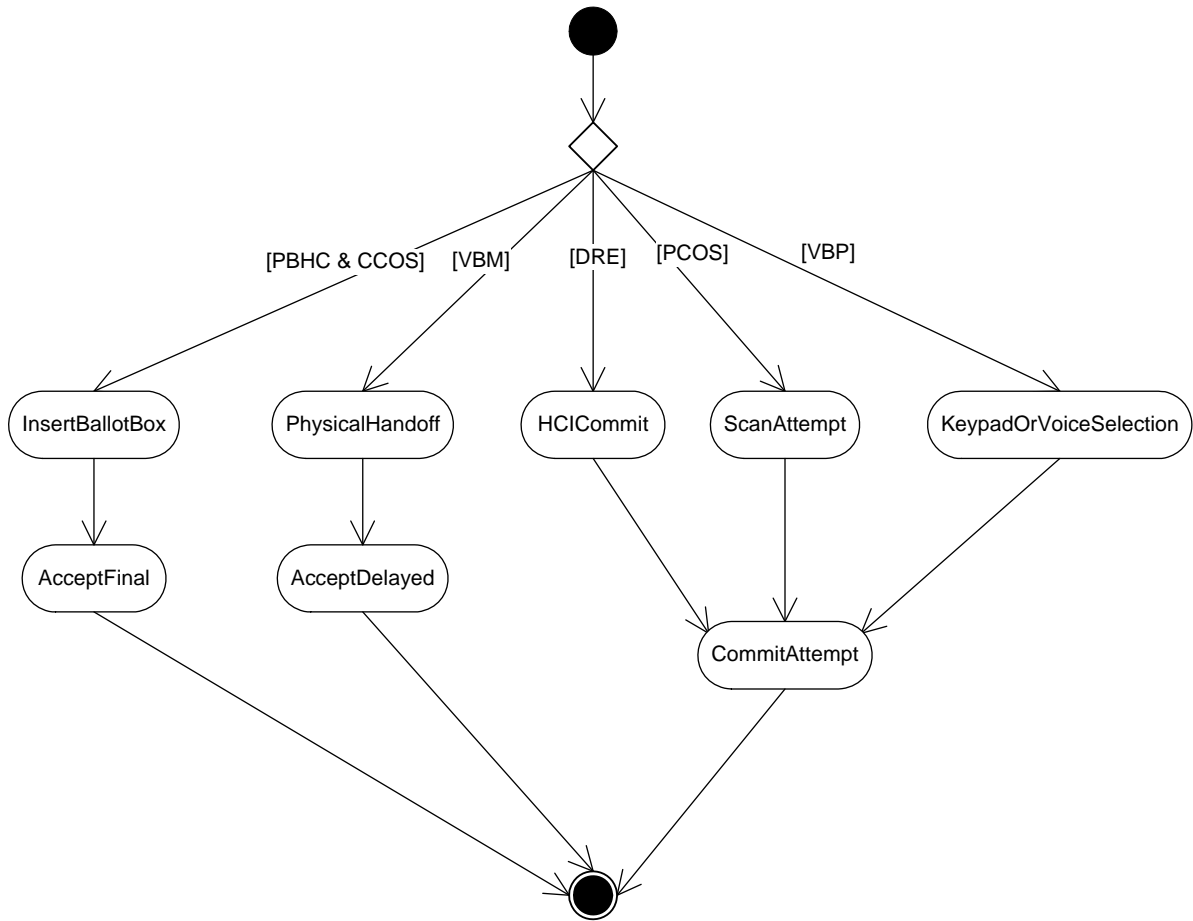 [PBHC & CCOS]
[VBM]
[DRE]
[PCOS]
[VBP]
InsertBallotBox
PhysicalHandoff
HCICommit
ScanAttempt
KeypadOrVoiceSelection
AcceptFinal
AcceptDelayed
CommitAttempt